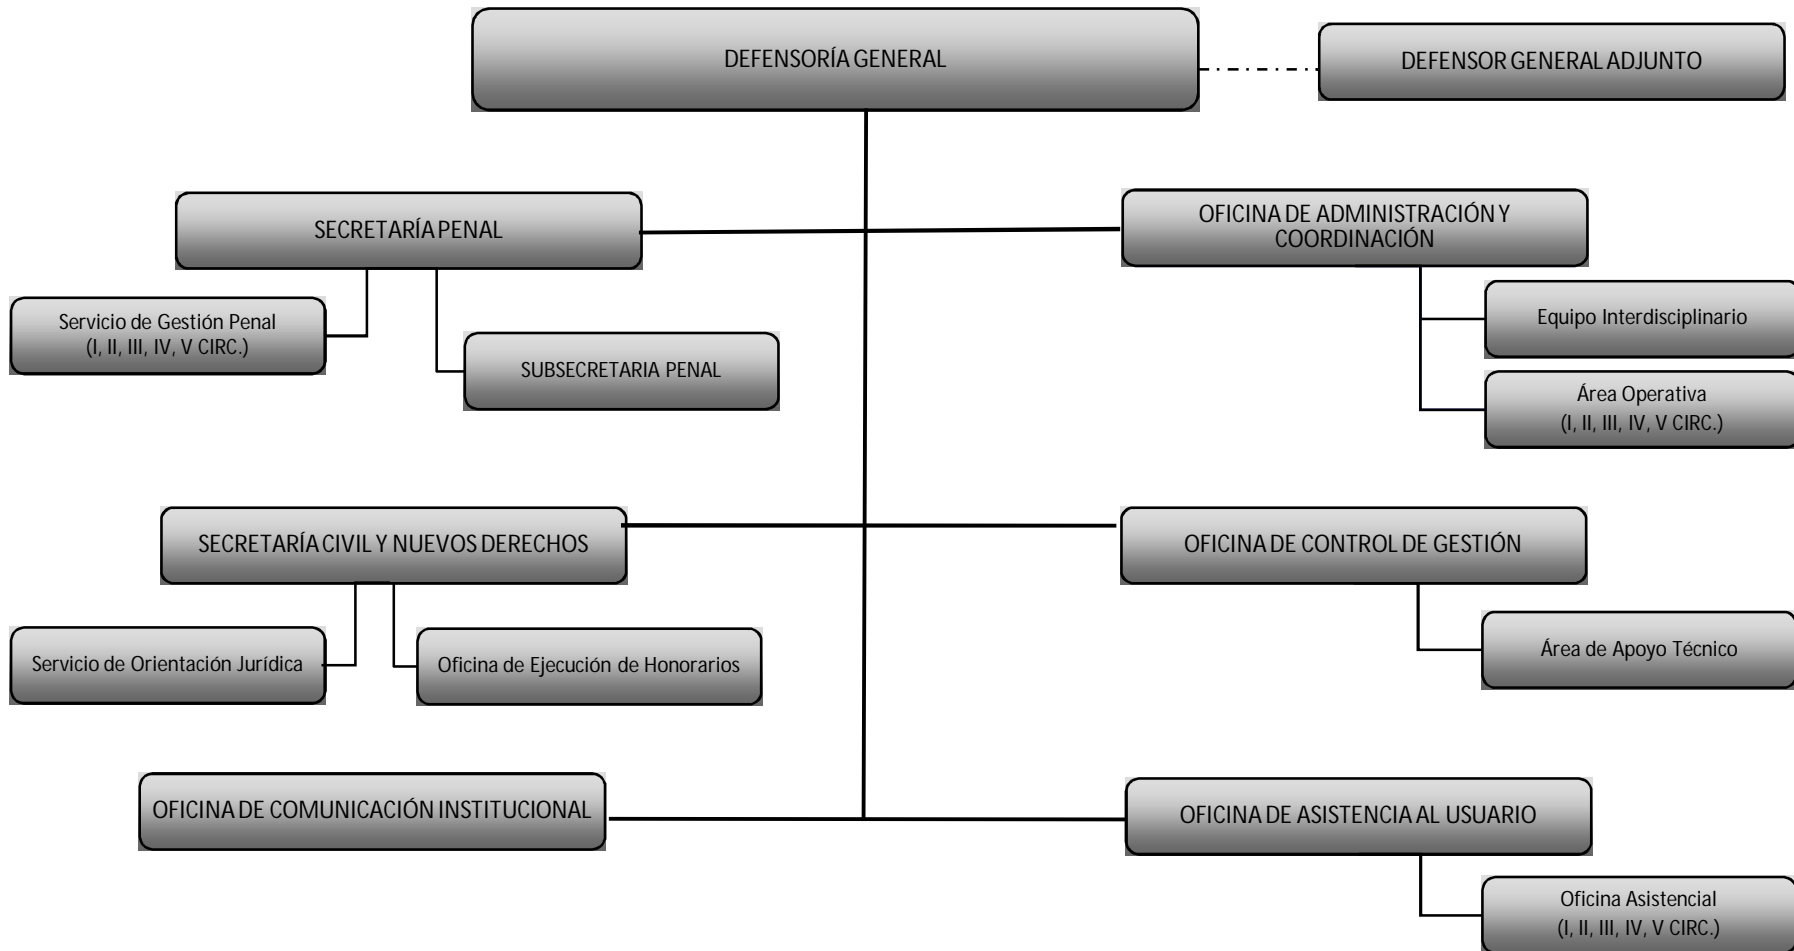 DEFENSORÍA GENERAL
DEFENSOR GENERAL ADJUNTO
SECRETARÍA PENAL
OFICINA DE ADMINISTRACIÓN Y
COORDINACIÓN
Servicio de Gestión Penal
(I, II, III, IV, V CIRC.)
SUBSECRETARIA PENAL
Equipo Interdisciplinario
Área Operativa
(I, II, III, IV, V CIRC.)
SECRETARÍA CIVIL Y NUEVOS DERECHOS
OFICINA DE CONTROL DE GESTIÓN
Servicio de Orientación Jurídica
Oficina de Ejecución de Honorarios
Área de Apoyo Técnico
OFICINA DE COMUNICACIÓN INSTITUCIONAL
OFICINA DE ASISTENCIA AL USUARIO
Oficina Asistencial
(I, II, III, IV, V CIRC.)